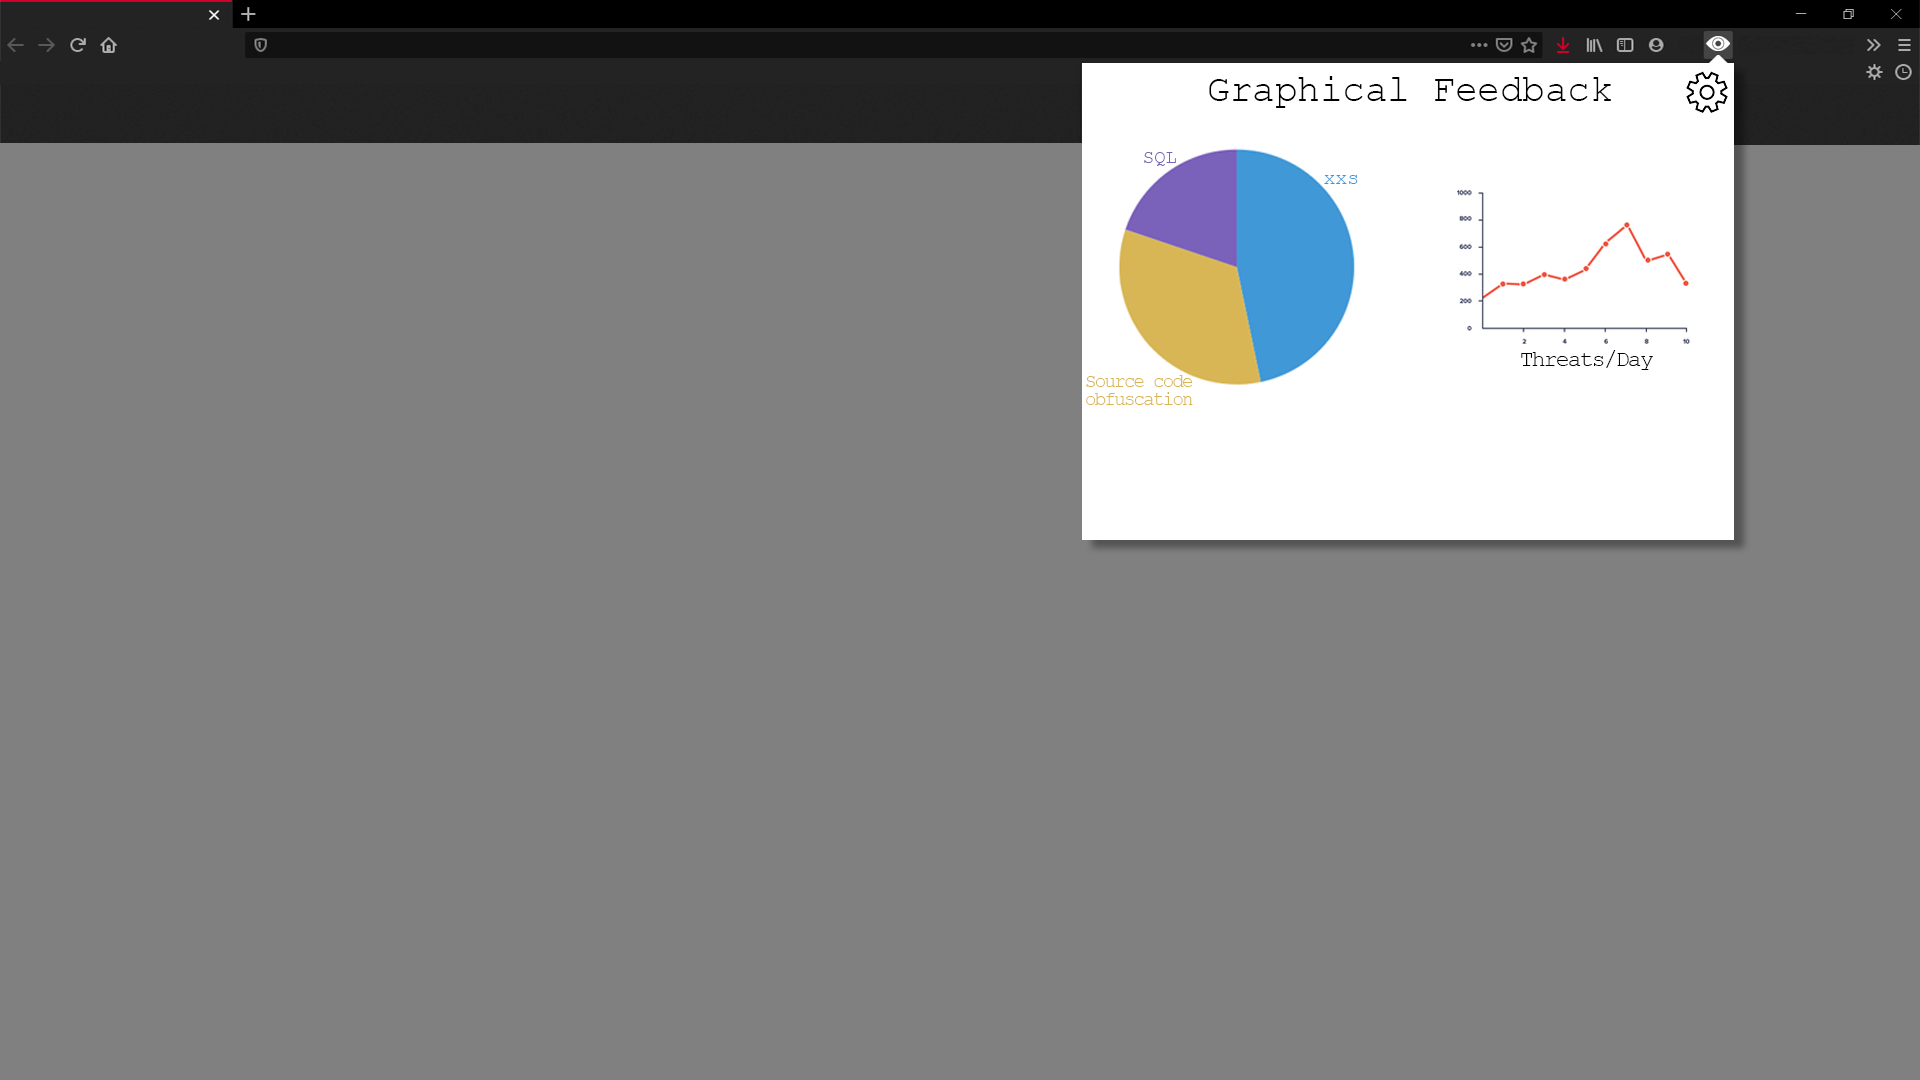 Graphical Feedback
SQL
xxs
Source code
obfuscation
1000
800
600
400
200
0
2 4 6 8 10
Threats/Day